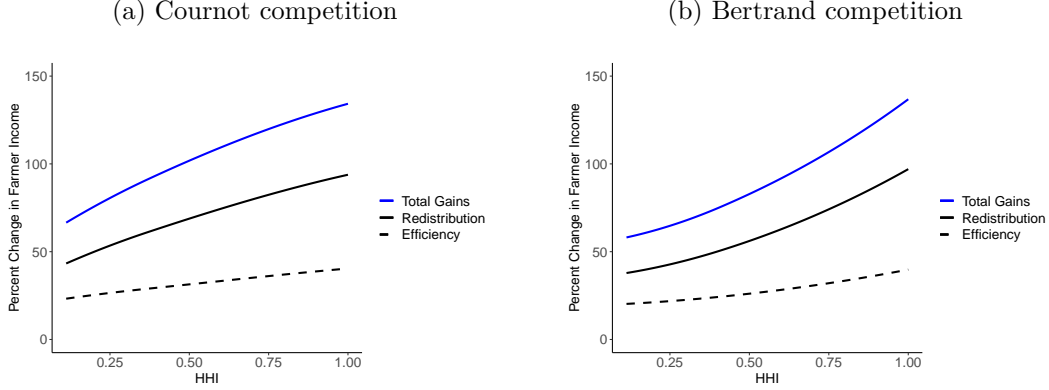 (a) Cournot competition
Percent Change in Farmer Income
150
100
50
0
0.25 0.50 0.75 1.00
HHI
Total Gains
Redistribution
Efficiency
(b) Bertrand competition
Percent Change in Farmer Income
150
100
50
0
0.25 0.50 0.75 1.00
HHI
Total Gains
Redistribution
Efficiency